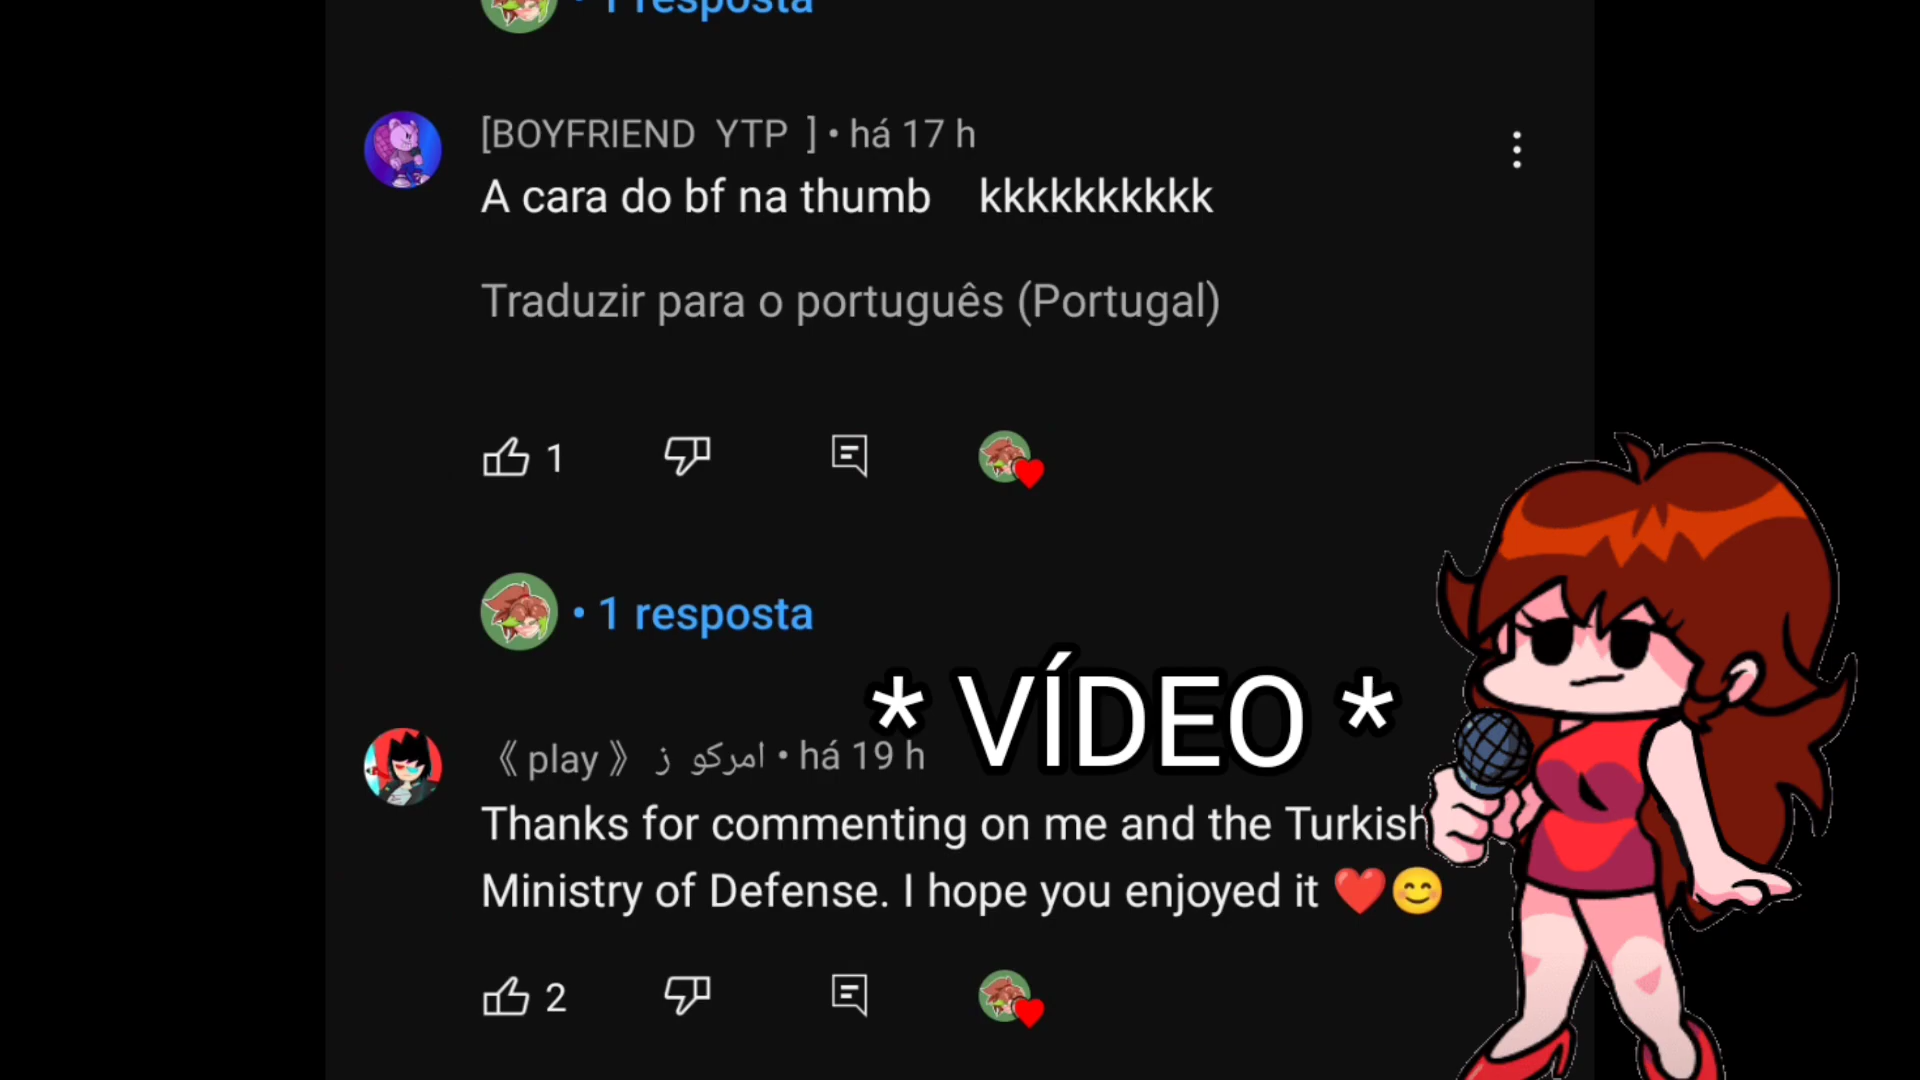 • 1 resposta
[BOYFRIEND YTP ] • há 17 h
A cara do bf na thumb kkkkkkkkkk
Traduzir para o português (Portugal)
1
• 1 resposta
* VÍDEO *
《 play 》 امركو ز • há 19 h
Thanks for commenting on me and the Turkish
Ministry of Defense. I hope you enjoyed it ❤️😊
2